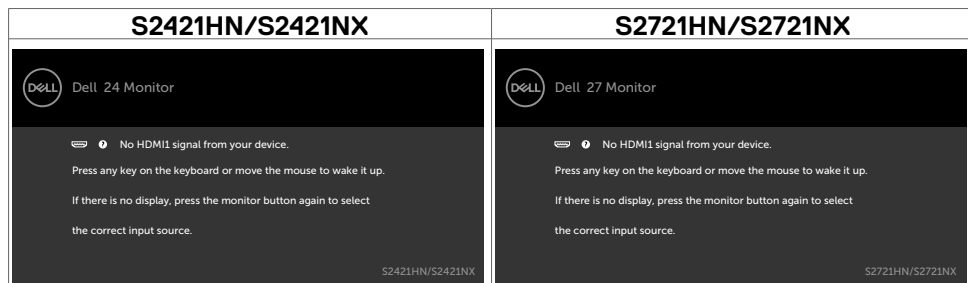 S2421HN/S2421NX
S2721HN/S2721NX
DELL Dell 24 Monitor
No HDMI1 signal from your device.
Press any key on the keyboard or move the mouse to wake it up.
If there is no display, press the monitor button again to select
the correct input source.
S2421HN/S2421NX
DELL Dell 27 Monitor
No HDMI1 signal from your device.
Press any key on the keyboard or move the mouse to wake it up.
If there is no display, press the monitor button again to select
the correct input source.
S2721HN/S2721NX